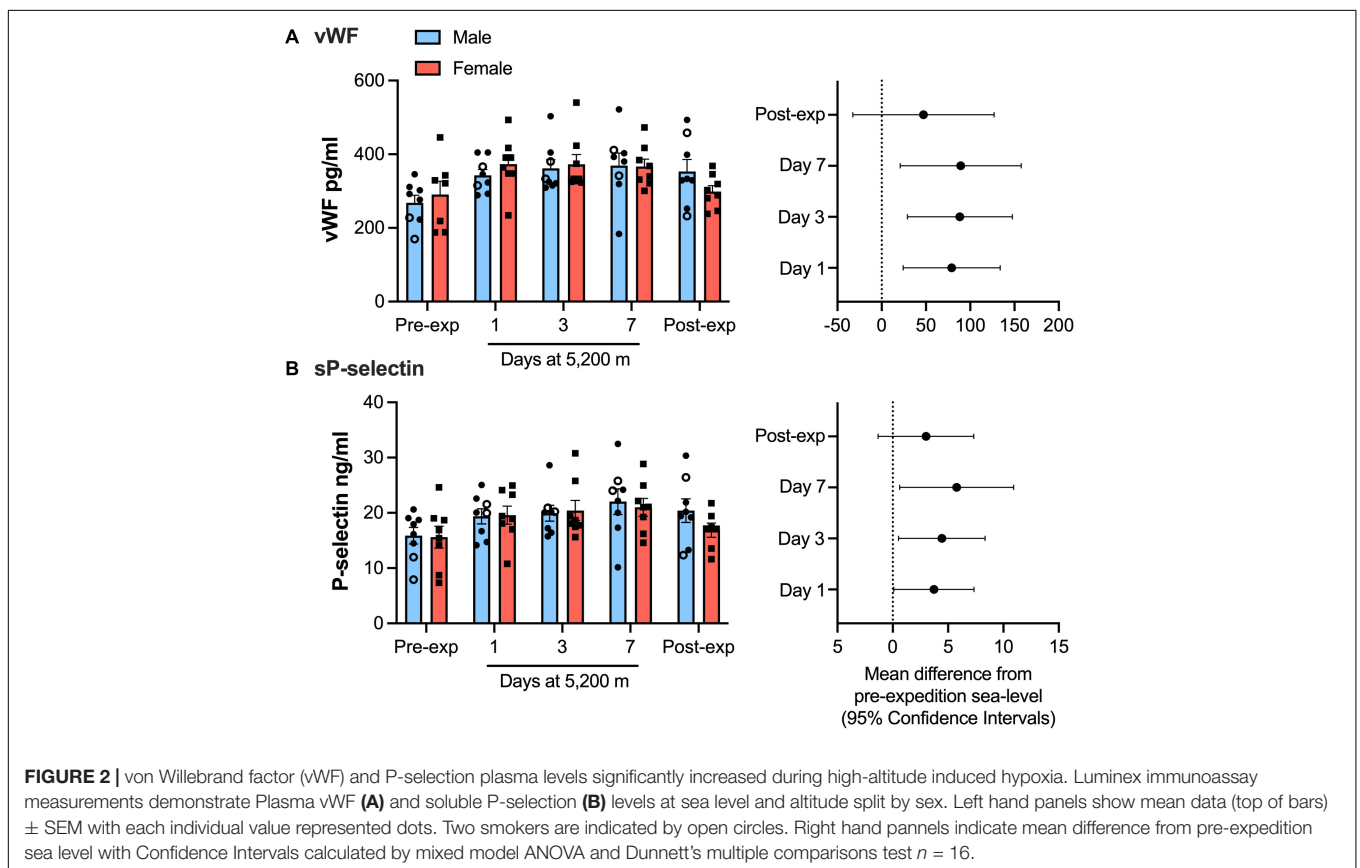 A vWF
Male
Female
600
400
200
0
vWF pg/ml
Pre-exp 1 3 7 Post-exp
Days at 5,200 m
Post-exp
Day 7
Day 3
Day 1
-50 0 50 100 150 200
B sP-selectin
40
30
20
10
0
P-selectin ng/ml
Pre-exp 1 3 7 Post-exp
Days at 5,200 m
Post-exp
Day 7
Day 3
Day 1
5 0 5 10 15
Mean difference from
pre-expedition sea-level
(95% Confidence Intervals)
FIGURE 2 | von Willebrand factor (vWF) and P-selection plasma levels significantly increased during high-altitude induced hypoxia. Luminex immunoassay
measurements demonstrate Plasma vWF (A) and soluble P-selection (B) levels at sea level and altitude split by sex. Left hand panels show mean data (top of bars)
± SEM with each individual value represented dots. Two smokers are indicated by open circles. Right hand pannels indicate mean difference from pre-expedition
sea level with Confidence Intervals calculated by mixed model ANOVA and Dunnett's multiple comparisons test n = 16.